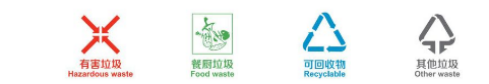 有害垃圾
Hazardous waste
餐厨垃圾
Food waste
可回收物
Recyclable
其他垃圾
Other waste